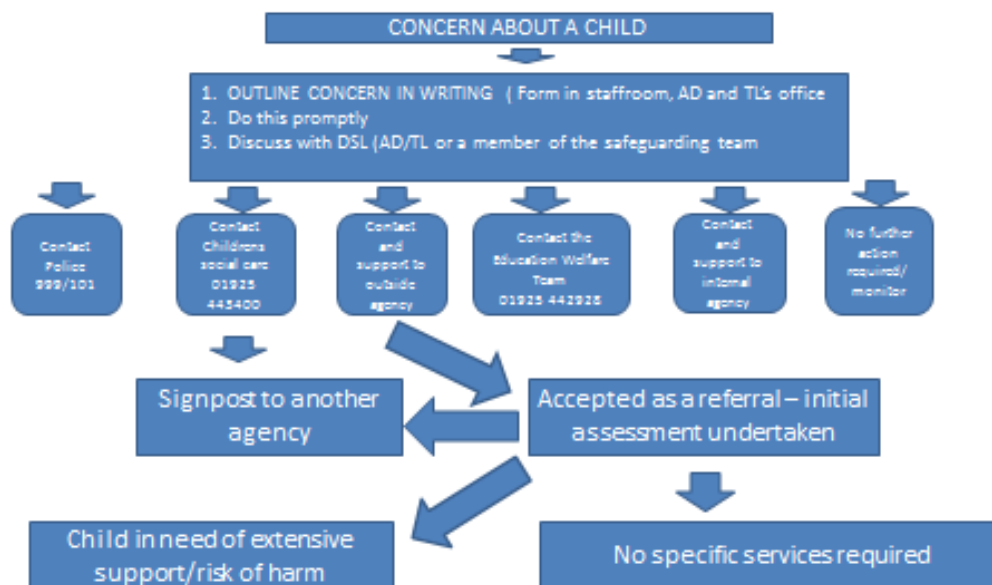 CONCERN ABOUT A CHILD
1. OUTLINE CONCERN IN WRITING ( Form in staffroom, AD and TL's office
2. Do this promptly
3. Discuss with DSL (AD/TL or a member of the safeguarding team
Contact
Police
999/101
Contact
Childrens
social care
01925
443400
Contact
and
support to
outside
agency
Contact the
Education Welfare
Team
01925 442928
Contact
and
support to
internal
agency
No further
action
required/
monitor
Signpost to another
agency
Accepted as a referral – initial
assessment undertaken
Child in need of extensive
support/risk of harm
No specific services required